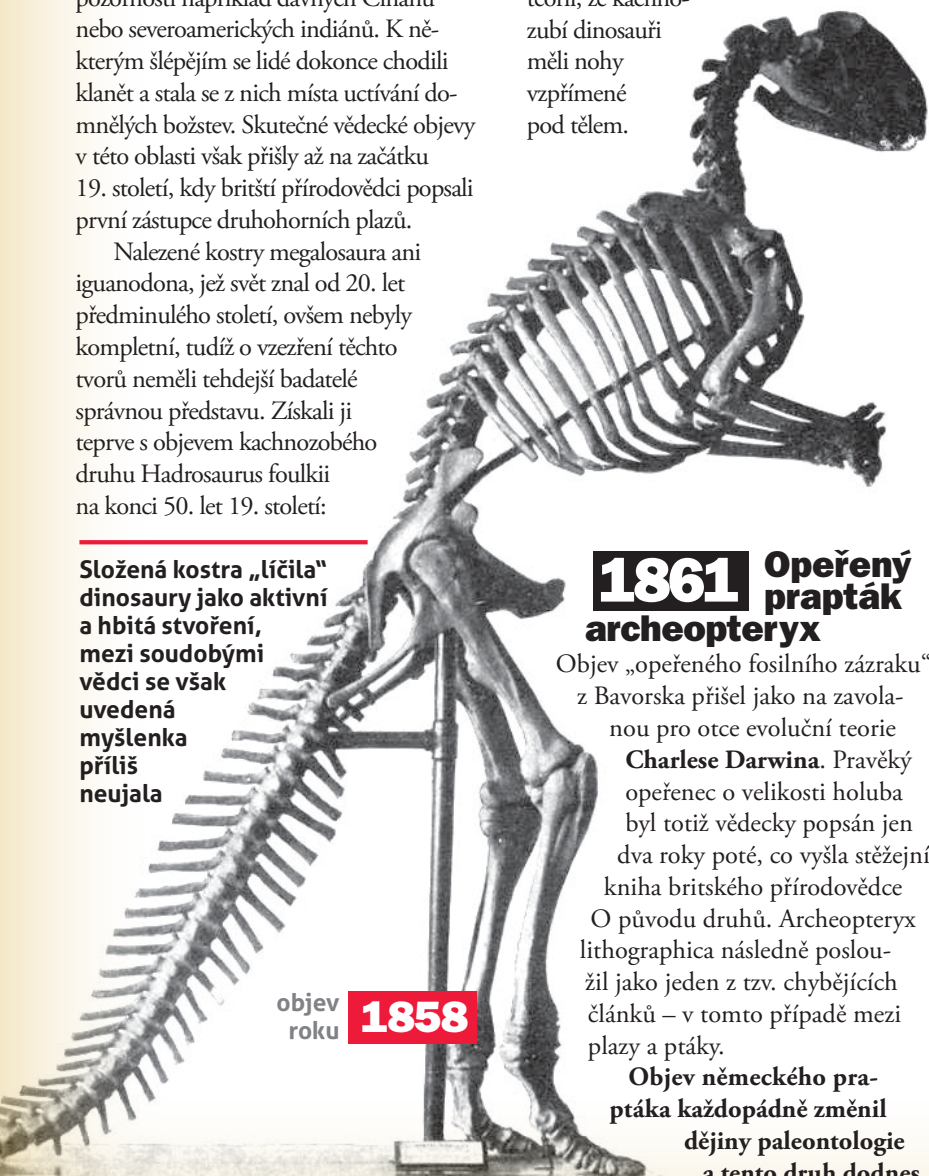 pozornosti například dávných Číňanů
nebo severoamerických indiánů. K ně-
kterým šlépějím se lidé dokonce chodili
klanět a stala se z nich místa uctívání do-
mnělých božstev. Skutečné vědecké objevy
v této oblasti však přišly až na začátku
19. století, kdy britští přírodovědci popsali
první zástupce druhohorních plazů.
Nalezené kostry megalosaura ani
iguanodona, jež svět znal od 20. let
předminulého století, ovšem nebyly
kompletní, tudíž o vzezření těchto
tvorů neměli tehdejší badatelé
správnou představu. Získali ji
teprve s objevem kachnozobého
druhu Hadrosaurus foulkii
na konci 50. let 19. století:
Složená kostra „líčila“
dinosaury jako aktivní
a hbitá stvoření,
mezi soudobými
vědci se však
uvedená
myšlenka
příliš
neujala
objev
roku 1858
teorii, že kachno-
zubí dinosauři
měli nohy
vzpřímené
pod tělem.
1861 Opeřený
prapták
archeopteryx
Objev „opeřeného fosilního zázraku“
z Bavorska přišel jako na zavola-
nou pro otce evoluční teorie
Charlese Darwina. Pravěký
opeřenec o velikosti holuba
byl totiž vědecky popsán jen
dva roky poté, co vyšla stěžejní
kniha britského přírodovědce
O původu druhů. Archeopteryx
lithographica následně poslou-
žil jako jeden z tzv. chybějících
článků – v tomto případě mezi
plazy a ptáky.
Objev německého pra-
ptáka každopádně změnil
dějiny paleontologie
a tento druh dodnes